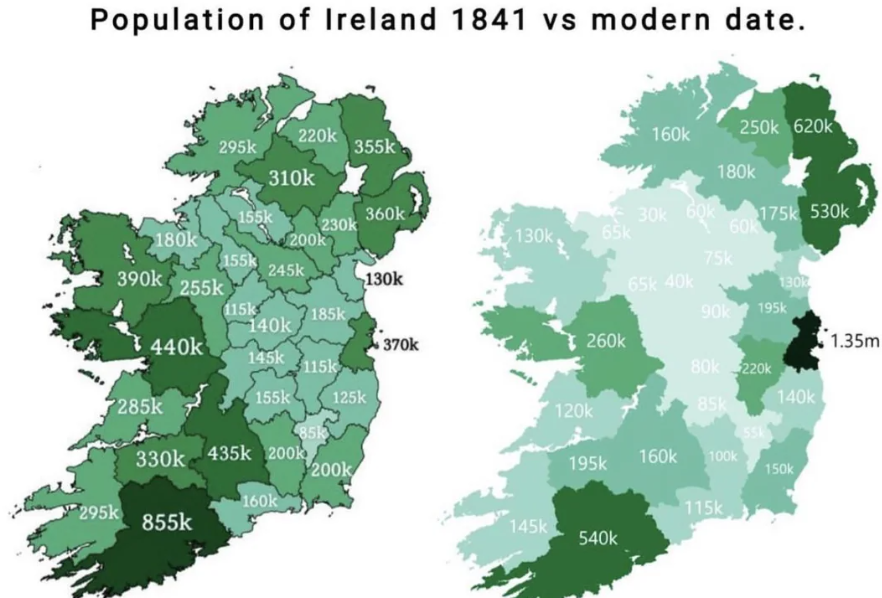 Population of Ireland 1841 vs modern date.
295k
220k
355k
310k
155k
230k
360k
180k
200k
155k
245k
130k
390k
255k
115k
140k
185k
370k
440k
145k
115k
155k
125k
285k
85k
435k
330k
200k
200k
160k
295k
855k
160k
250k
620k
180k
30k
60k
175k
530k
65k
60k
130k
75k
65k
40k
130k
90k
195k
1.35m
260k
80k
220k
140k
85k
120k
55k
195k
160k
100k
150k
115k
145k
540k